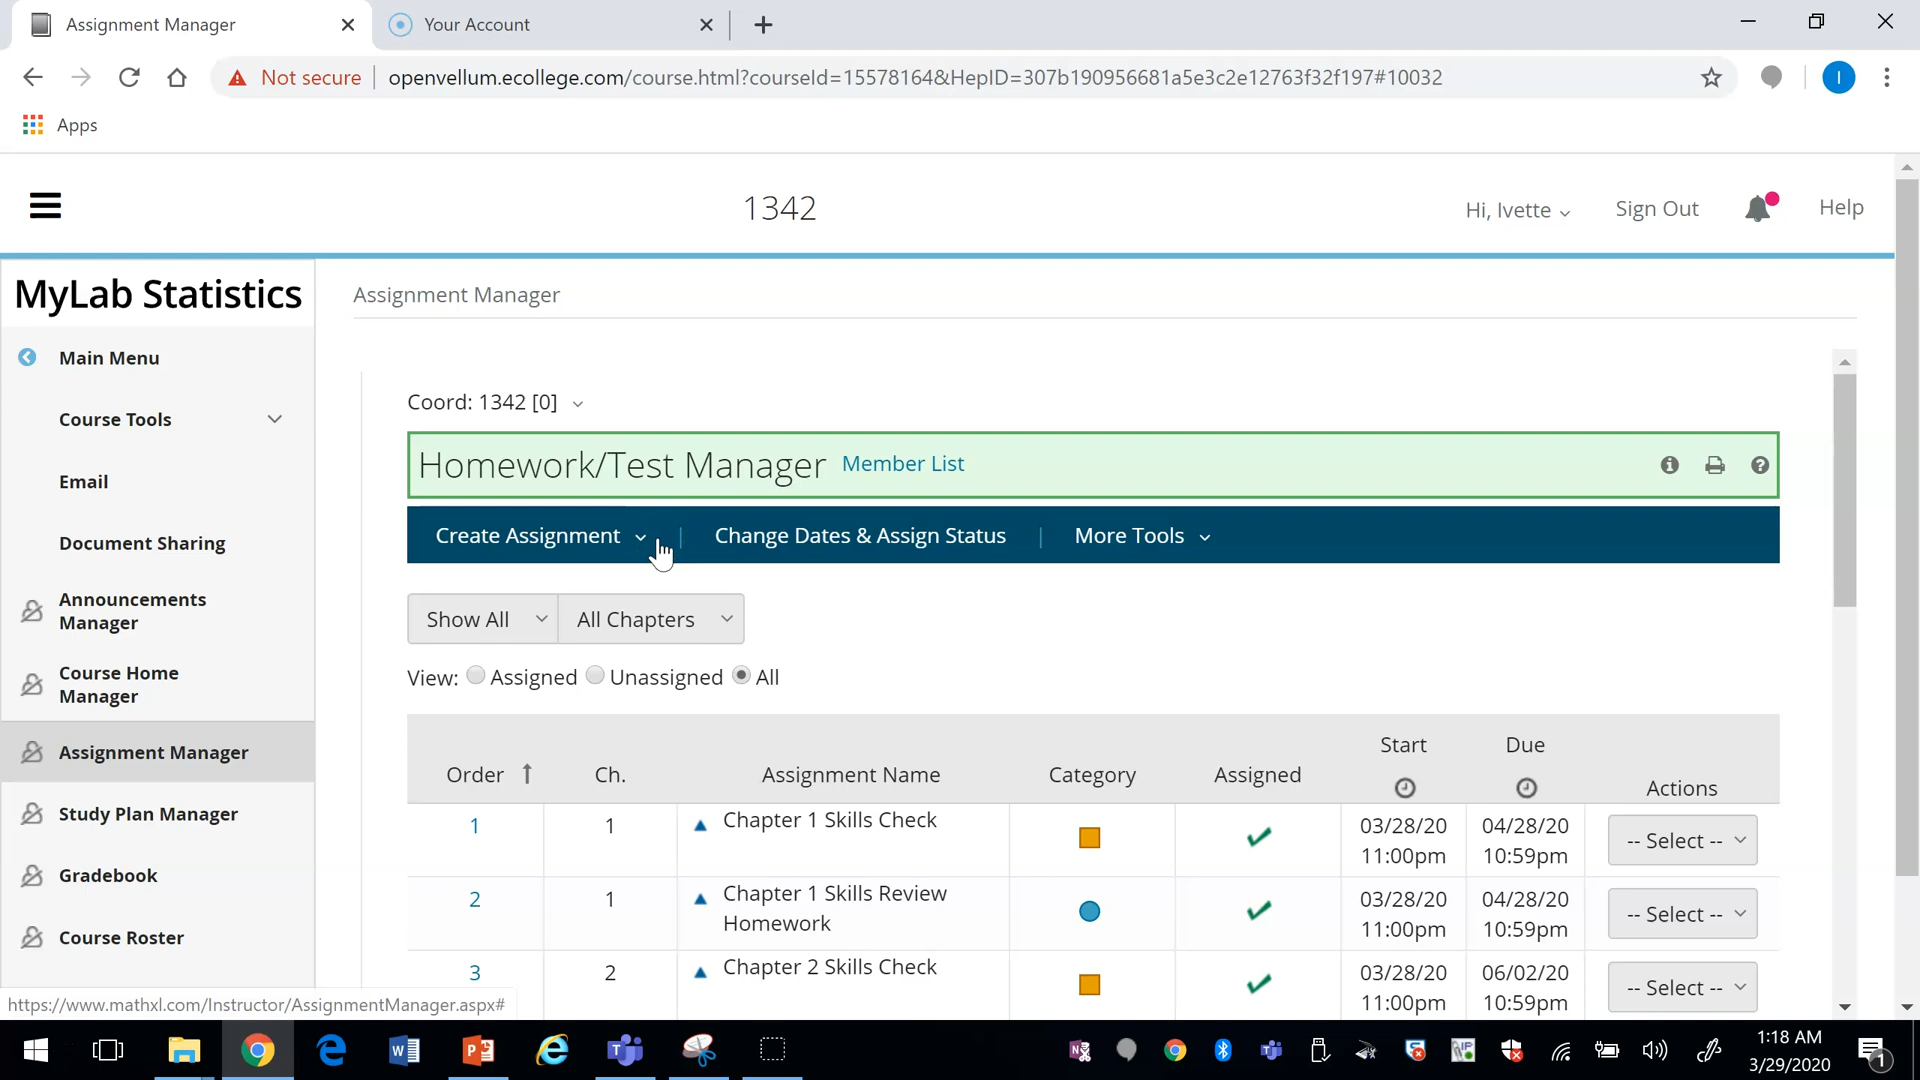 Assignment Manager
Your Account
Not secure
openvellum.ecollege.com/course.html?courseId=15578164&HepID=307b190956681a5e3c2e12763f32f197#10032
I
Apps
1342
Hi, Ivette
Sign Out
Help
MyLab Statistics
Main Menu
Course Tools
Email
Document Sharing
Announcements
Manager
Course Home
Manager
Assignment Manager
Study Plan Manager
Gradebook
Course Roster
Assignment Manager
Coord: 1342 [0]
Homework/Test Manager Member List
Create Assignment | Change Dates & Assign Status | More Tools
Show All All Chapters
View: Assigned Unassigned All
Order Ch. Assignment Name Category Assigned Start Due Actions
1 1 Chapter 1 Skills Check 03/28/20 04/28/20 -- Select --
11:00pm 10:59pm
2 1 Chapter 1 Skills Review 03/28/20 04/28/20 -- Select --
Homework 11:00pm 10:59pm
3 2 Chapter 2 Skills Check 03/28/20 06/02/20 -- Select --
11:00pm 10:59pm
https://www.mathxl.com/Instructor/AssignmentManager.aspx#
1:18 AM
3/29/2020
1